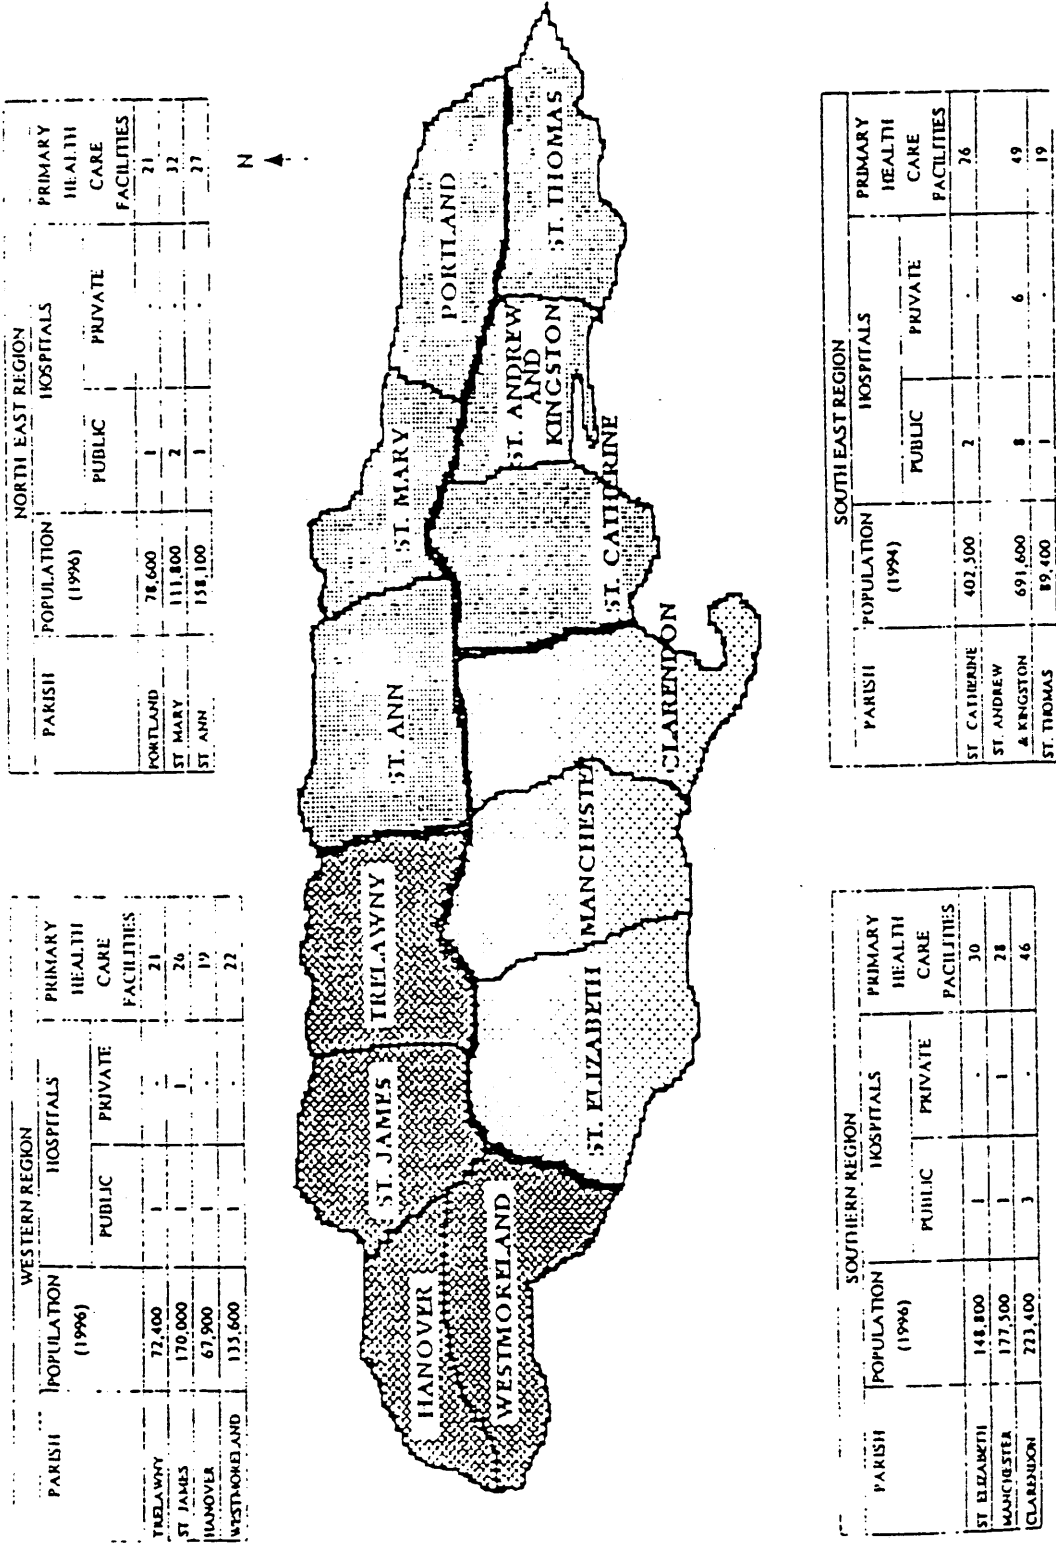 WESTERN REGION
PARISH POPULATION (1996) HOSPITALS PRIMARY HEALTH CARE FACILITIES
PUBLIC PRIVATE
TRELAWNY 72,400 1 . 21
ST JAMES 170,000 1 1 26
HANOVER 67,900 1 . 19
WESTMORELAND 135,600 1 . 22
NORTH EAST REGION
PARISH POPULATION (1996) HOSPITALS PRIMARY HEALTH CARE FACILITIES
PUBLIC PRIVATE
PORTLAND 78,600 1 . 21
ST MARY 111,800 2 . 32
ST ANN 158,100 1 . 27
N
HANOVER
WESTMORELAND
ST. JAMES
TRELAWNY
ST. ELIZABETH
MANCHESTER
CLARENDON
ST. ANN
ST. MARY
ST. CATHERINE
ST. ANDREW
AND
KINGSTON
PORTLAND
ST. THOMAS
SOUTHERN REGION
PARISH POPULATION (1996) HOSPITALS PRIMARY HEALTH CARE FACILITIES
PUBLIC PRIVATE
ST ELIZABETH 148,800 1 . 30
MANCHESTER 177,500 1 1 28
CLARENDON 223,400 3 . 46
SOUTH EAST REGION
PARISH POPULATION (1994) HOSPITALS PRIMARY HEALTH CARE FACILITIES
PUBLIC PRIVATE
ST CATHERINE 402,500 2 . 26
ST. ANDREW
& KINGSTON 691,600 8 6 49
ST. THOMAS 89,400 1 . 19